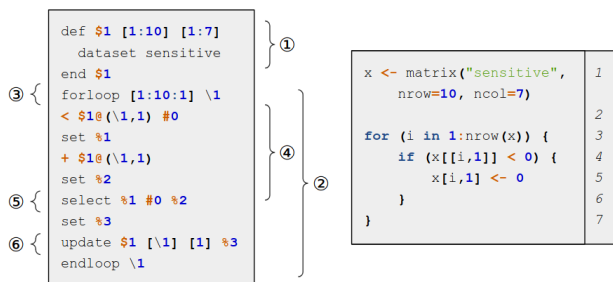 def $1 [1:10] [1:7]
dataset sensitive
end $1
①
③
forloop [1:10:1] \1
< $1@(\1,1) #0
set %1
+ $1@(\1,1)
set %2
④
②
⑤
select %1 #0 %2
set %3
⑥
update $1 [\1] [1] %3
endloop \1
x <- matrix("sensitive", 1
nrow=10, ncol=7)
2
for (i in 1:nrow(x)) { 3
if (x[[i,1]] < 0) { 4
x[i,1] <- 0 5
} 6
} 7